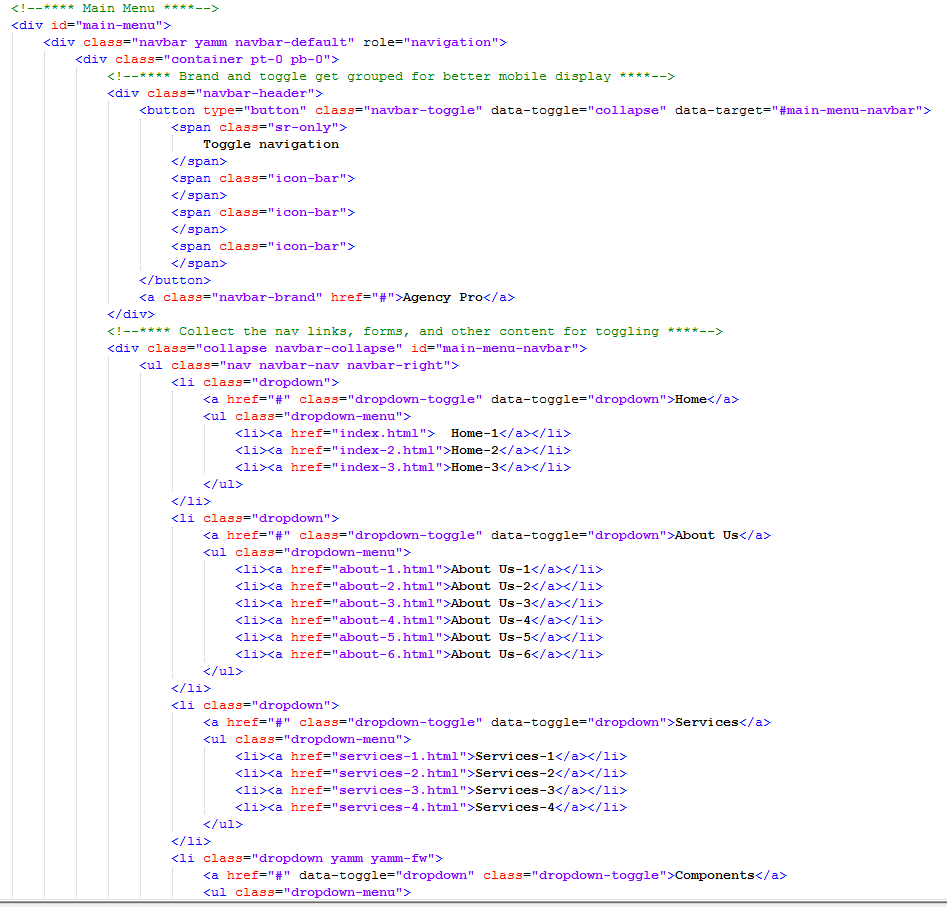 <!--**** Main Menu ****-->
<div id="main-menu">
<div class="navbar yamm navbar-default" role="navigation">
<div class="container pt-0 pb-0">
<!--**** Brand and toggle get grouped for better mobile display ****-->
<div class="navbar-header">
<button type="button" class="navbar-toggle" data-toggle="collapse" data-target="#main-menu-navbar">
<span class="sr-only">
Toggle navigation
</span>
<span class="icon-bar">
</span>
<span class="icon-bar">
</span>
<span class="icon-bar">
</span>
</button>
<a class="navbar-brand" href="#">Agency Pro</a>
</div>
<!--**** Collect the nav links, forms, and other content for toggling ****-->
<div class="collapse navbar-collapse" id="main-menu-navbar">
<ul class="nav navbar-nav navbar-right">
<li class="dropdown">
<a href="#" class="dropdown-toggle" data-toggle="dropdown">Home</a>
<ul class="dropdown-menu">
<li><a href="index.html">  Home-1</a></li>
<li><a href="index-2.html">Home-2</a></li>
<li><a href="index-3.html">Home-3</a></li>
</ul>
</li>
<li class="dropdown">
<a href="#" class="dropdown-toggle" data-toggle="dropdown">About Us</a>
<ul class="dropdown-menu">
<li><a href="about-1.html">About Us-1</a></li>
<li><a href="about-2.html">About Us-2</a></li>
<li><a href="about-3.html">About Us-3</a></li>
<li><a href="about-4.html">About Us-4</a></li>
<li><a href="about-5.html">About Us-5</a></li>
<li><a href="about-6.html">About Us-6</a></li>
</ul>
</li>
<li class="dropdown">
<a href="#" class="dropdown-toggle" data-toggle="dropdown">Services</a>
<ul class="dropdown-menu">
<li><a href="services-1.html">Services-1</a></li>
<li><a href="services-2.html">Services-2</a></li>
<li><a href="services-3.html">Services-3</a></li>
<li><a href="services-4.html">Services-4</a></li>
</ul>
</li>
<li class="dropdown yamm yamm-fw">
<a href="#" data-toggle="dropdown" class="dropdown-toggle">Components</a>
<ul class="dropdown-menu">